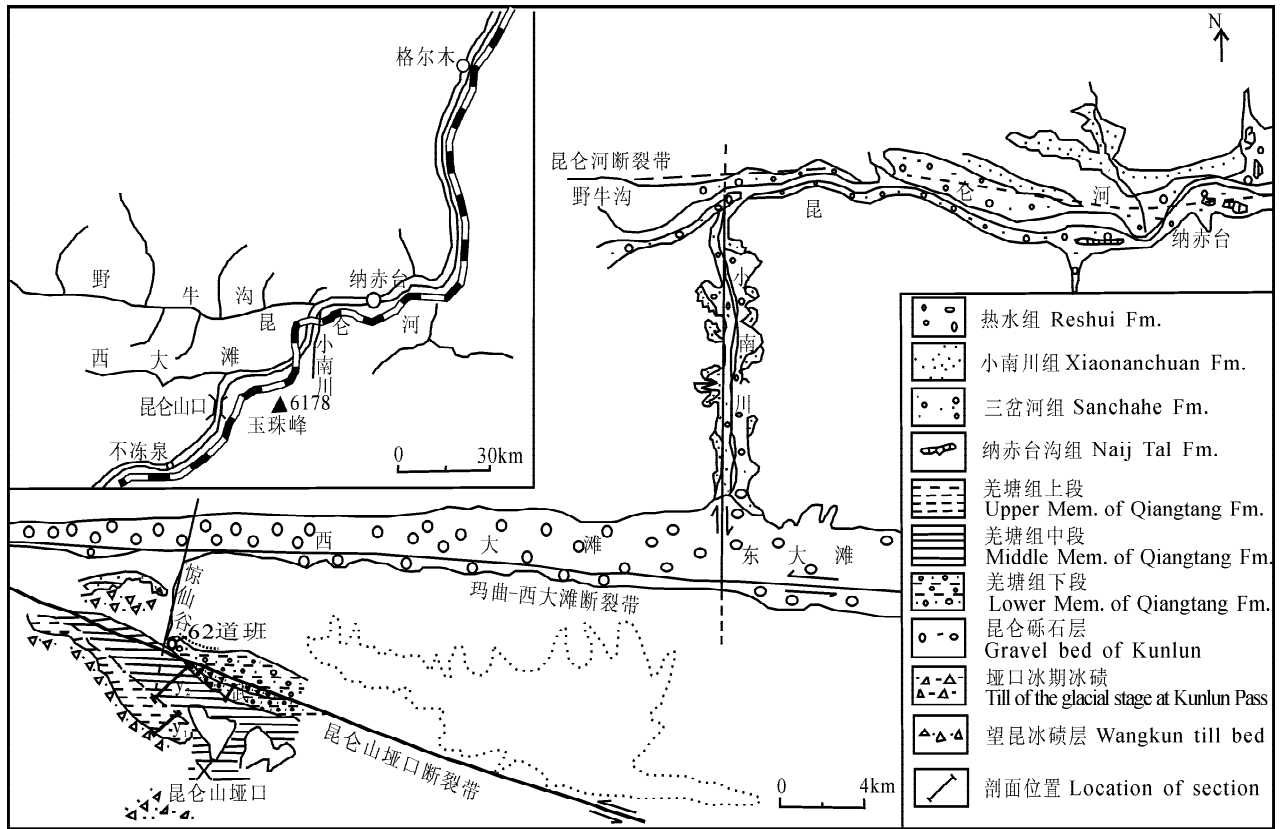 格尔木
野
牛
沟
纳赤台
昆
仑
河
西
大
滩
小南川
昆仑山口
6178
玉珠峰
不冻泉
0 30km
N
昆仑河断裂带
野牛沟
昆
仑
河
纳赤台
小
南
川
西
大
滩
东
大
滩
惊仙谷
玛曲-西大滩断裂带
62道班
y2
y1
昆仑山垭口断裂带
昆仑山垭口
0 4km
热水组 Reshui Fm.
小南川组 Xiaonanchuan Fm.
三岔河组 Sanchahe Fm.
纳赤台沟组 Naij Tal Fm.
羌塘组上段
Upper Mem. of Qiangtang Fm.
羌塘组中段
Middle Mem. of Qiangtang Fm.
羌塘组下段
Lower Mem. of Qiangtang Fm.
昆仑砾石层
Gravel bed of Kunlun
垭口冰期冰碛
Till of the glacial stage at Kunlun Pass
望昆冰碛层 Wangkun till bed
剖面位置 Location of section